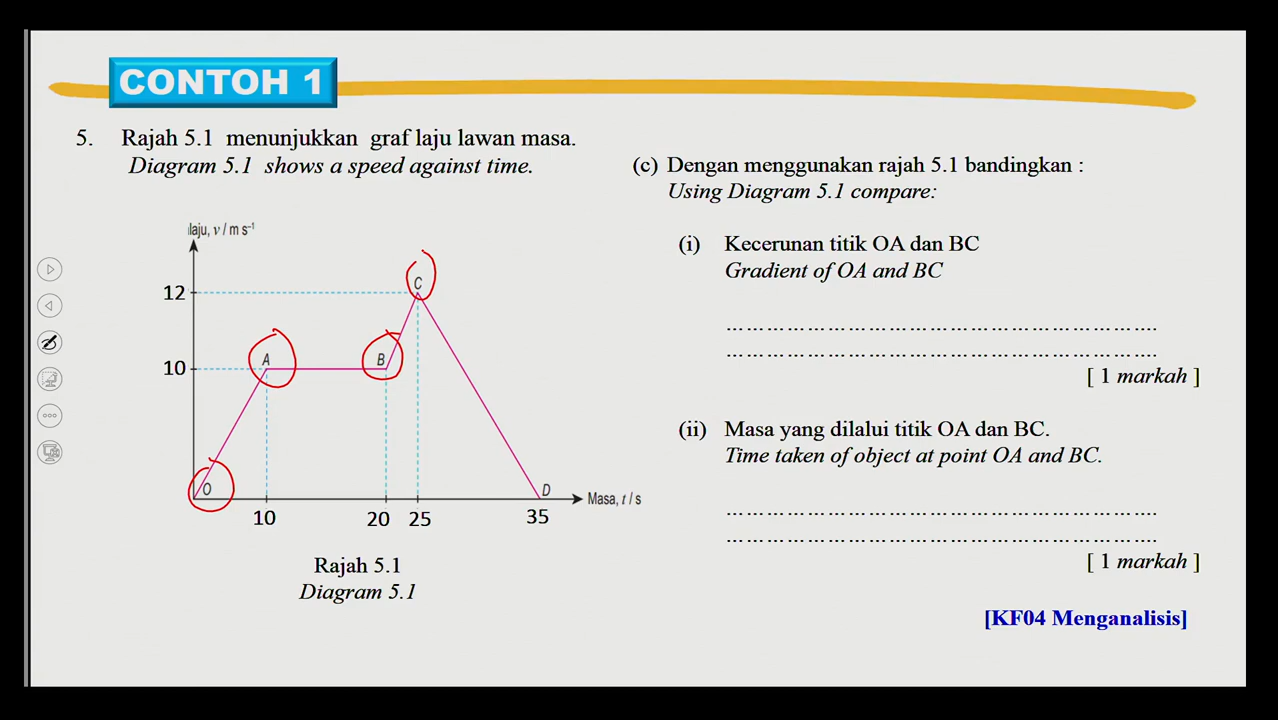 CONTOH 1
5. Rajah 5.1 menunjukkan graf laju lawan masa.
Diagram 5.1 shows a speed against time.
laju, v / m s⁻¹
12
10
A
B
C
O
D
Masa, t / s
10
20
25
35
Rajah 5.1
Diagram 5.1
(c) Dengan menggunakan rajah 5.1 bandingkan :
Using Diagram 5.1 compare:
(i) Kecerunan titik OA dan BC
Gradient of OA and BC
………………………………………………………….
………………………………………………………….
[ 1 markah ]
(ii) Masa yang dilalui titik OA dan BC.
Time taken of object at point OA and BC.
………………………………………………………….
………………………………………………………….
[ 1 markah ]
[KF04 Menganalisis]